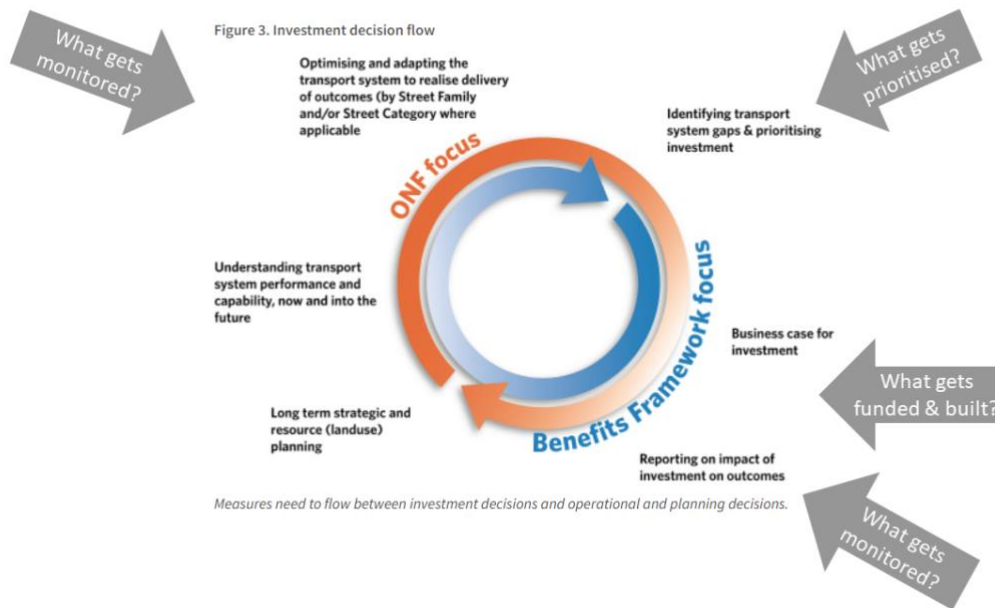 What gets
monitored?
Figure 3. Investment decision flow
What gets
prioritised?
Optimising and adapting the
transport system to realise delivery
of outcomes (by Street Family
and/or Street Category where
applicable
Identifying transport
system gaps & prioritising
investment
ONF focus
Understanding transport
system performance and
capability, now and into the
future
Benefits Framework focus
Business case for
investment
What gets
funded & built?
Long term strategic and
resource (landuse)
planning
Reporting on impact of
investment on outcomes
Measures need to flow between investment decisions and operational and planning decisions.
What gets
monitored?